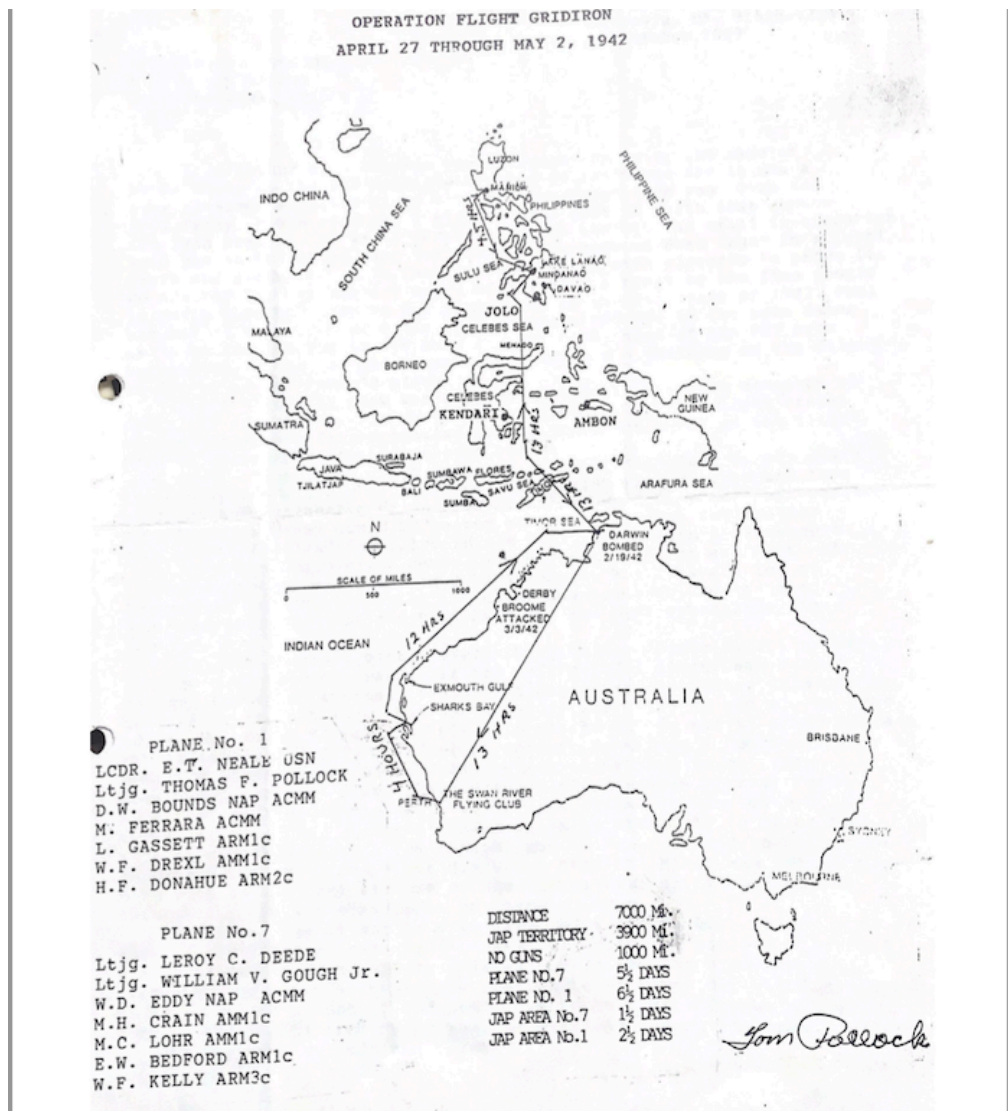 OPERATION FLIGHT GRIDIRON
APRIL 27 THROUGH MAY 2, 1942
LUZON
MANILA
PHILIPPINES
PHILIPPINE SEA
INDO CHINA
SOUTH CHINA SEA
4.5 HRS
SULU SEA
LAKE LANAO
MINDANAO
DAVAO
JOLO
CELEBES SEA
MALAYA
MENADO
BORNEO
CELEBES
KENDARI
NEW
GUINEA
AMBON
SUMATRA
13 HRS
SURABAJA
JAVA
TJILATJAP
BALI
SUMBAWA
FLORES
SUMBA
SAVU SEA
13 HRS
ARAFURA SEA
TIMOR SEA
N
DARWIN
BOMBED
2/19/42
SCALE OF MILES
0 500 1000
DERBY
BROOME
ATTACKED
3/3/42
12 HRS
INDIAN OCEAN
EXMOUTH GULF
SHARKS BAY
AUSTRALIA
4 HOURS
13 HRS
BRISBANE
PERTH
THE SWAN RIVER
FLYING CLUB
SYDNEY
MELBOURNE
PLANE No. 1
LCDR. E.T. NEALE USN
Ltjg. THOMAS F. POLLOCK
D.W. BOUNDS NAP ACMM
M. FERRARA ACMM
L. GASSETT ARM1c
W.F. DREXL AMM1c
H.F. DONAHUE ARM2c
PLANE No.7
Ltjg. LEROY C. DEEDE
Ltjg. WILLIAM V. GOUGH Jr.
W.D. EDDY NAP ACMM
M.H. CRAIN AMM1c
M.C. LOHR AMM1c
E.W. BEDFORD ARM1c
W.F. KELLY ARM3c
DISTANCE 7000 Mi.
JAP TERRITORY 3900 Mi.
NO GUNS 1000 Mi.
PLANE NO.7 5½ DAYS
PLANE NO. 1 6½ DAYS
JAP AREA No.7 1½ DAYS
JAP AREA No.1 2½ DAYS
Tom Pollock